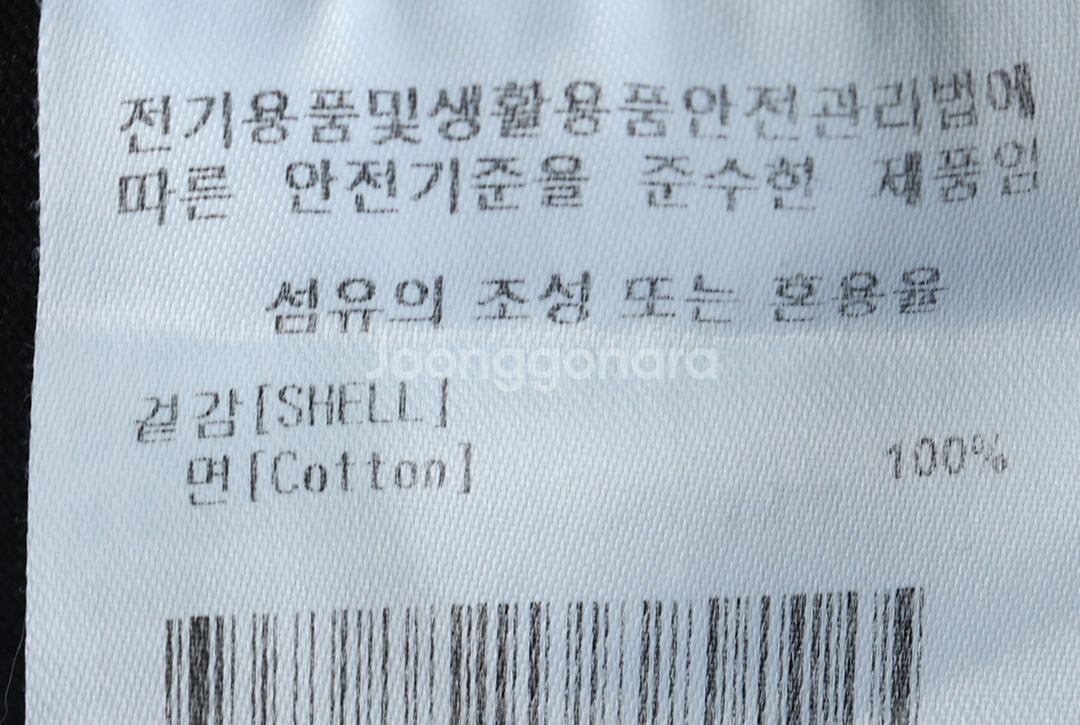 전기용품및생활용품안전관리법에
따른 안전기준을 준수한 제품임
섬유의 조성 또는 혼용율
Joonggonara
겉감[SHELL]
면[Cotton] 100%